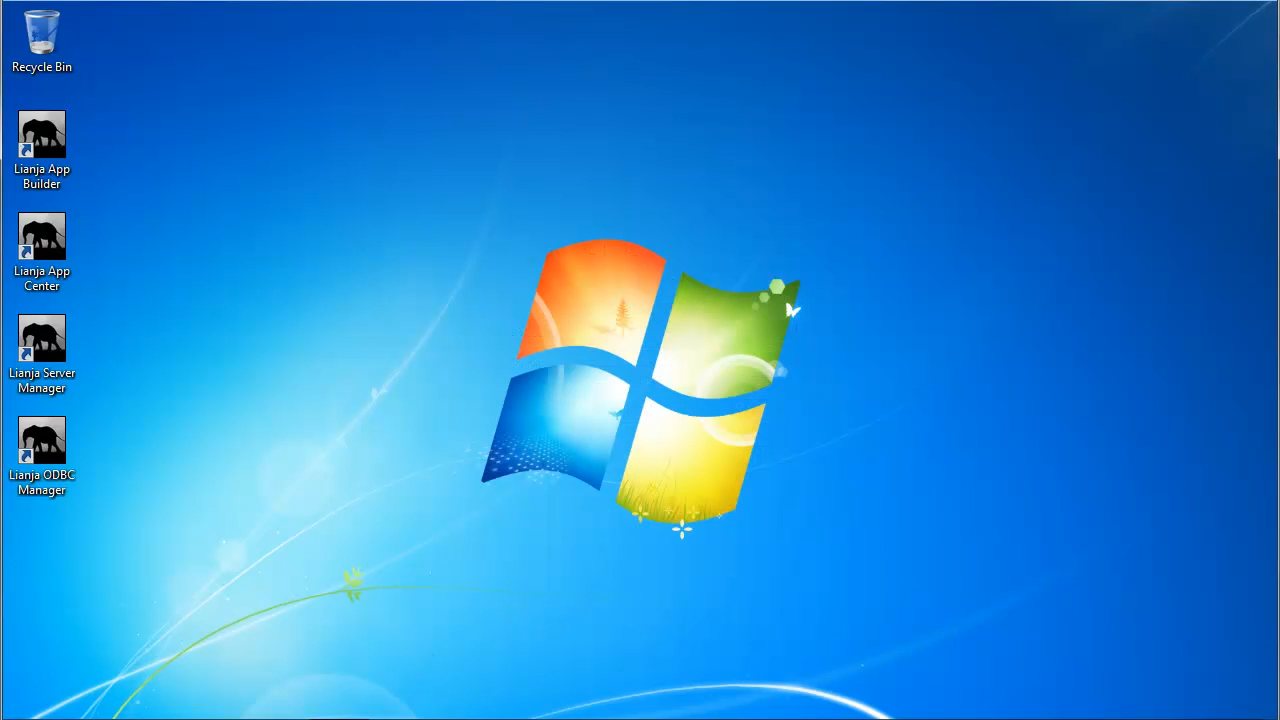 Recycle Bin
Lianja App
Builder
Lianja App
Center
Lianja Server
Manager
Lianja ODBC
Manager